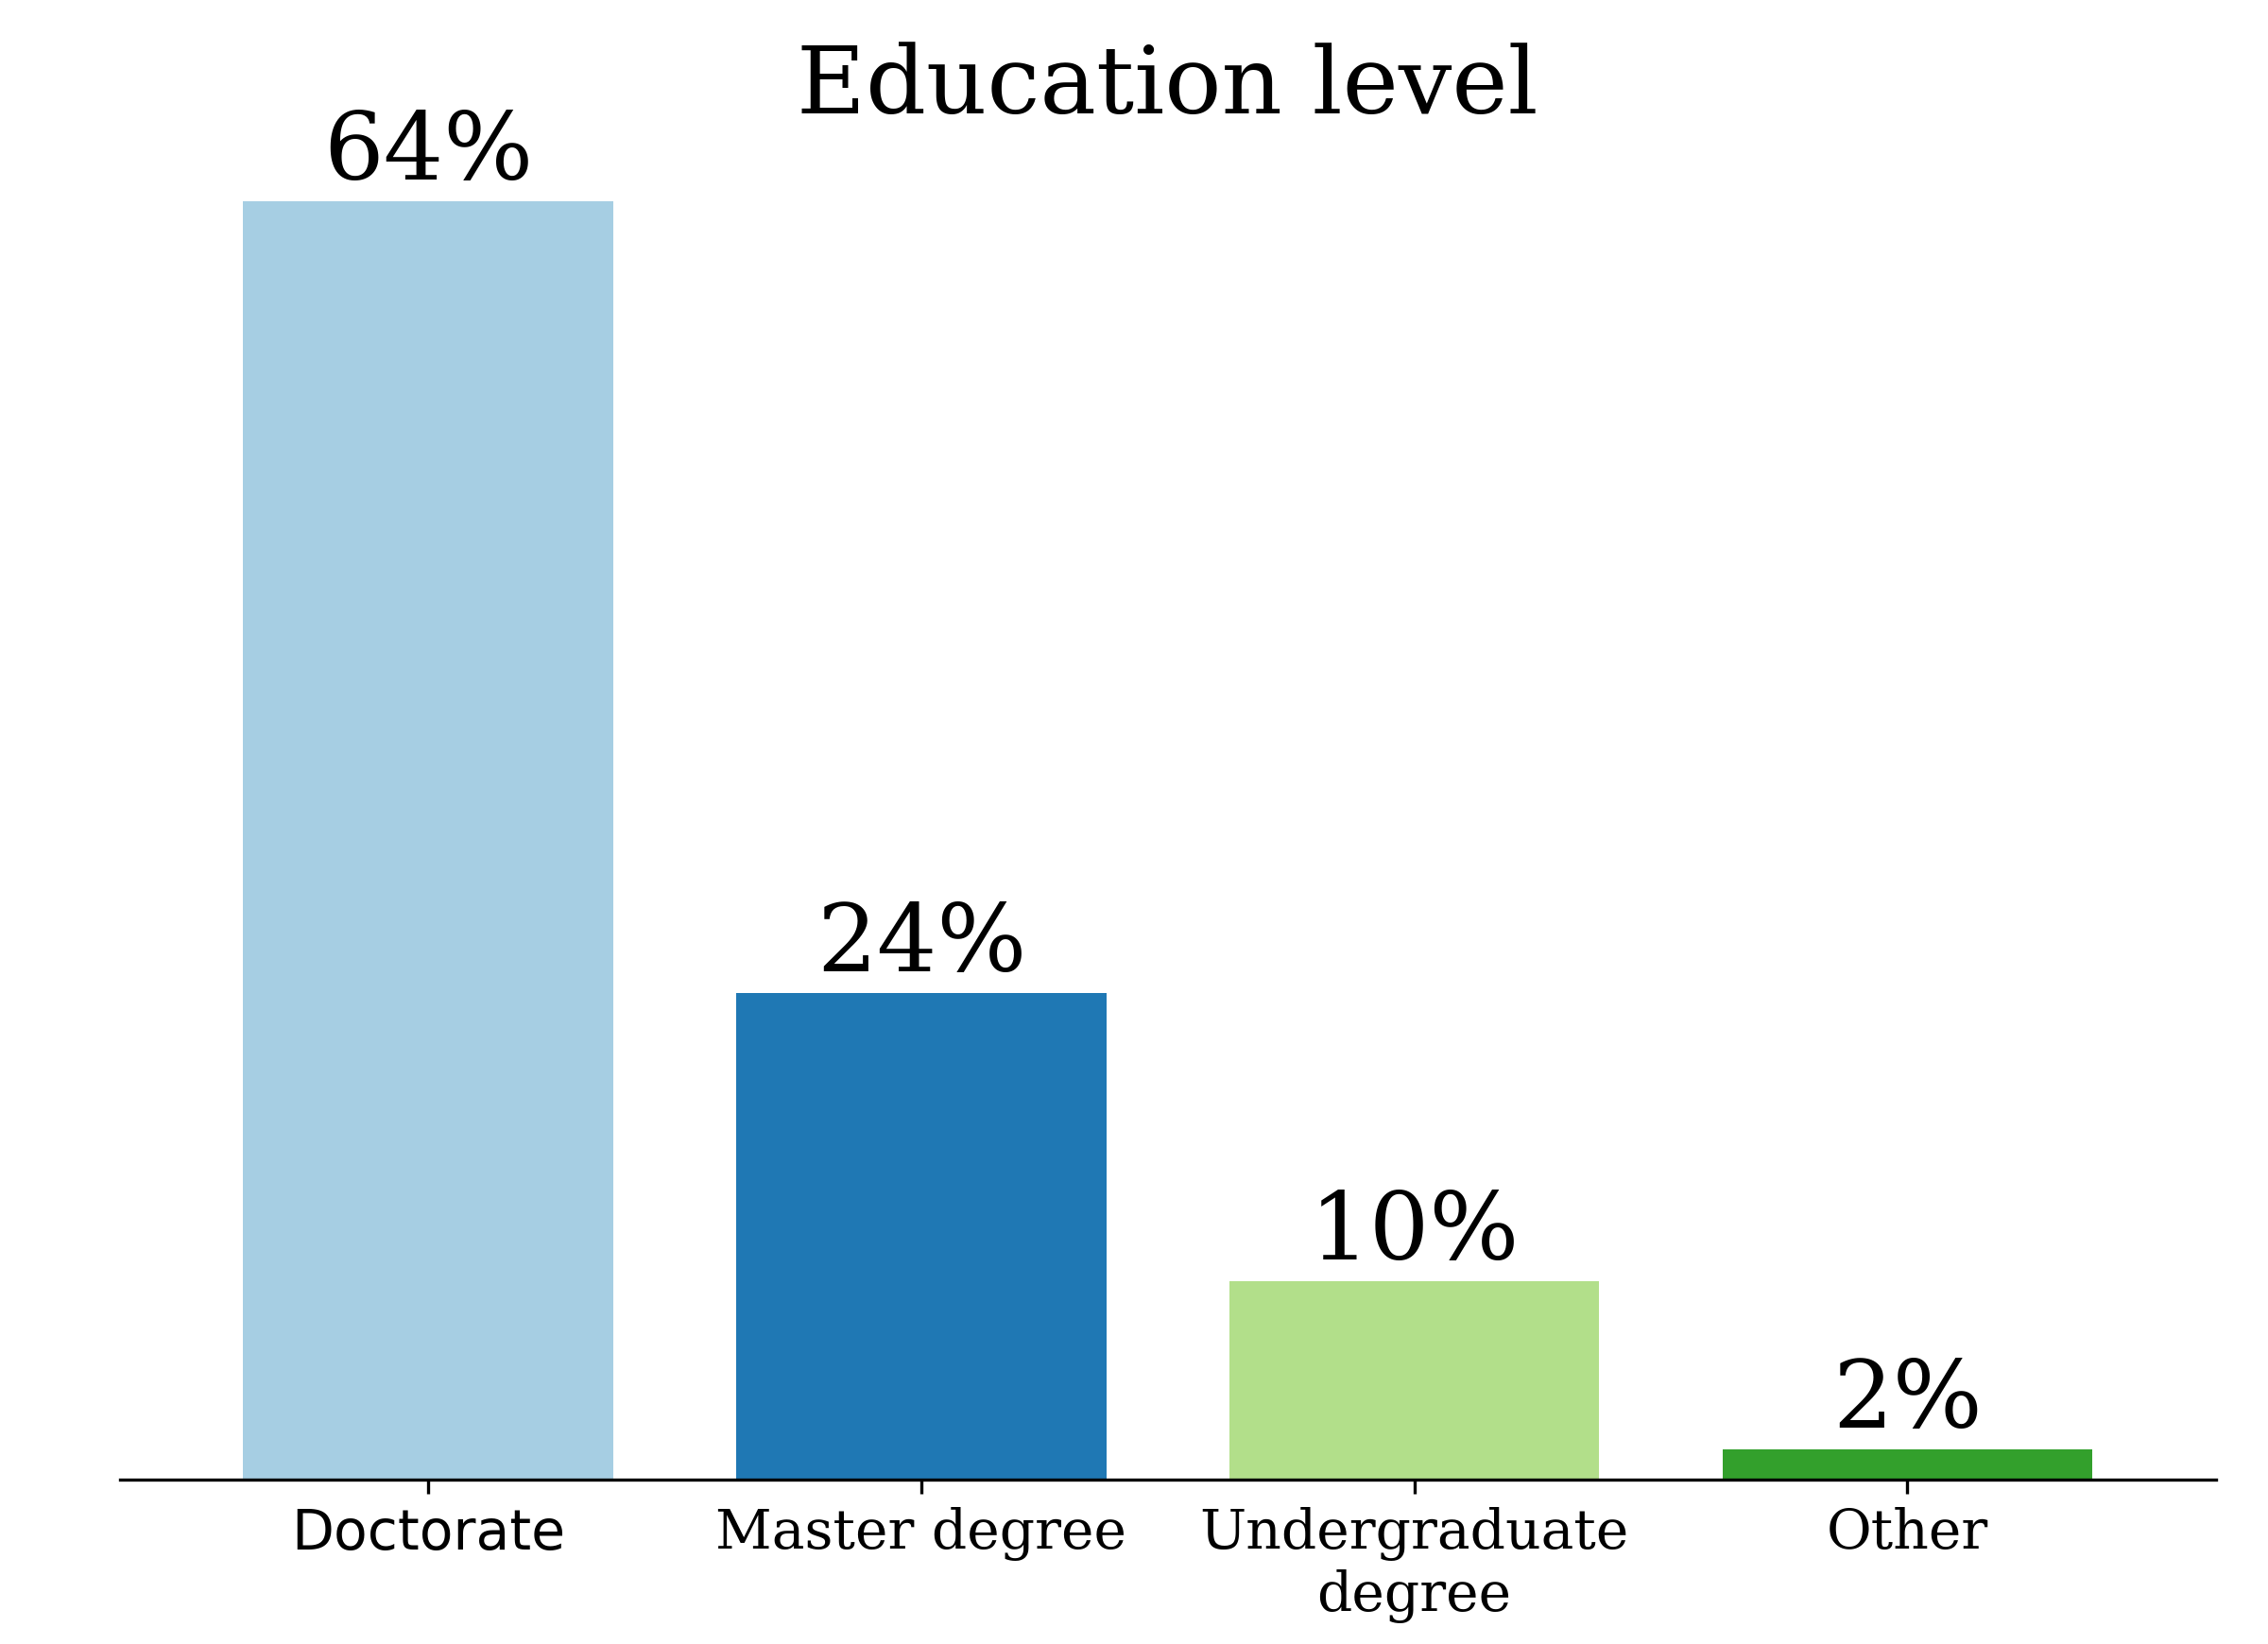 Education level
64%
24%
10%
2%
Doctorate
Master degree
Undergraduate
degree
Other